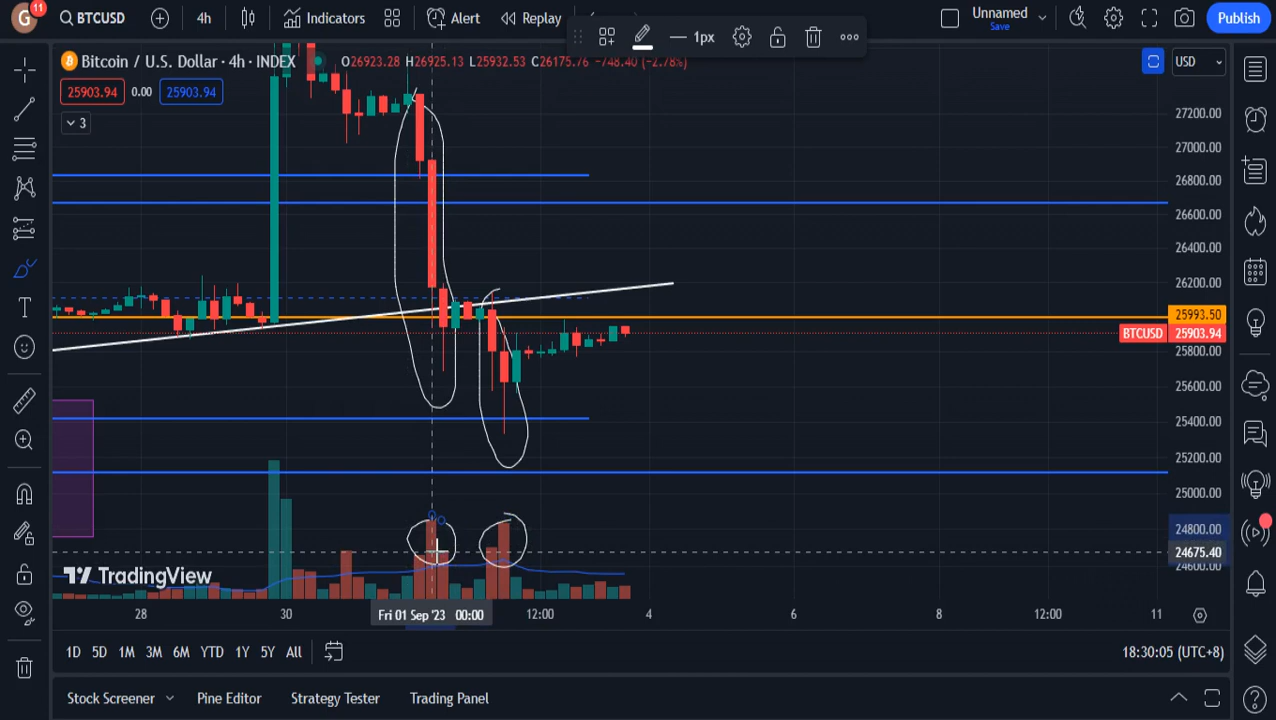 G
11
BTCUSD
4h
Indicators
Alert
Replay
1px
Unnamed
Save
Publish
Bitcoin / U.S. Dollar · 4h · INDEX
O26923.28 H26925.13 L25932.53 C26175.76 −748.40 (−2.78%)
25903.94
0.00
25903.94
3
USD
27200.00
27000.00
26800.00
26600.00
26400.00
26200.00
25993.50
BTCUSD
25903.94
25800.00
25600.00
25400.00
25200.00
25000.00
24800.00
24675.40
24600.00
TradingView
28
30
Fri 01 Sep '23 00:00
12:00
4
6
8
12:00
11
1D
5D
1M
3M
6M
YTD
1Y
5Y
All
18:30:05 (UTC+8)
Stock Screener
Pine Editor
Strategy Tester
Trading Panel